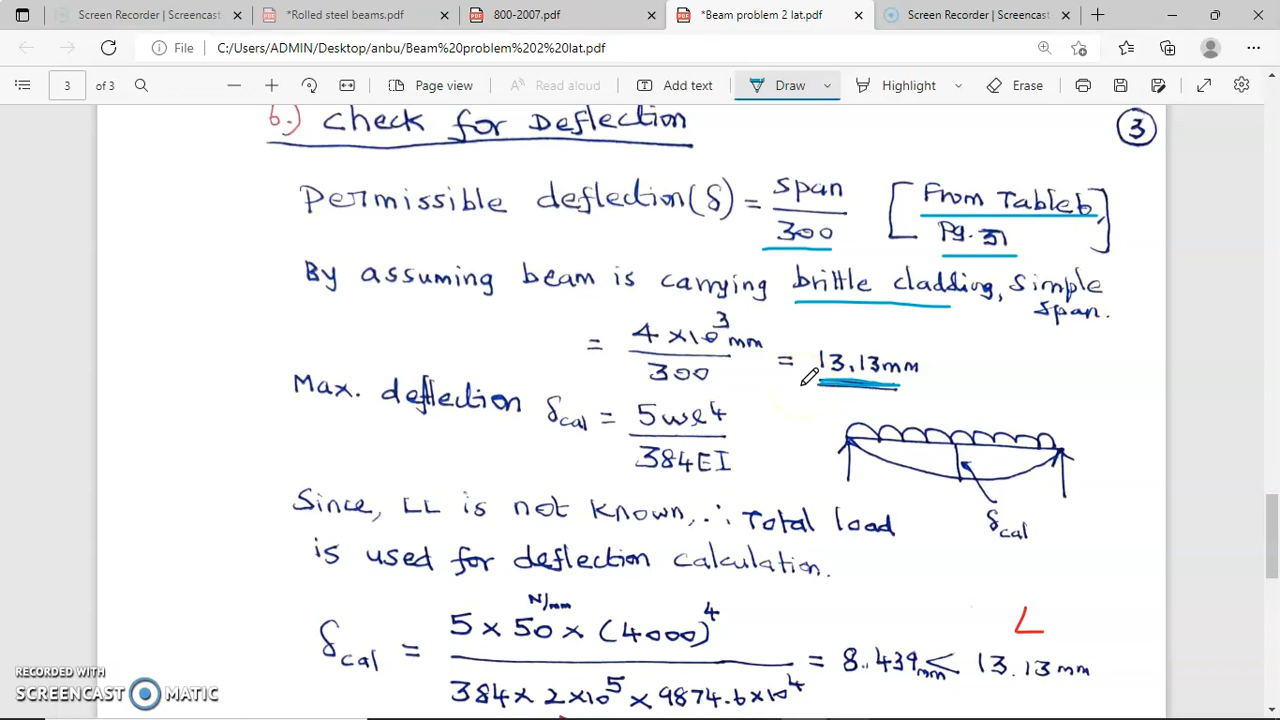 Screen Recorder | Screencast
*Rolled steel beams.pdf
800-2007.pdf
*Beam problem 2 lat.pdf
Screen Recorder | Screencast
File
C:/Users/ADMIN/Desktop/anbu/Beam%20problem%202%20lat.pdf
3 of 3
Page view
Read aloud
Add text
Draw
Highlight
Erase
6.) Check for Deflection
3
Permissible deflection(δ) = span / 300 [From Table 6, Pg. 31]
By assuming beam is carrying brittle cladding, simple span.
= 4 ×10³ mm / 300 = 13.13mm
Max. deflection δcal = 5wl⁴ / 384EI
δcal
Since, LL is not known, ∴ Total load
is used for deflection calculation.
N/mm
δcal = 5 × 50 × (4000)⁴ / 384 × 2×10⁵ × 9874.6×10⁴ = 8.439mm < 13.13 mm
L
RECORDED WITH
SCREENCAST MATIC